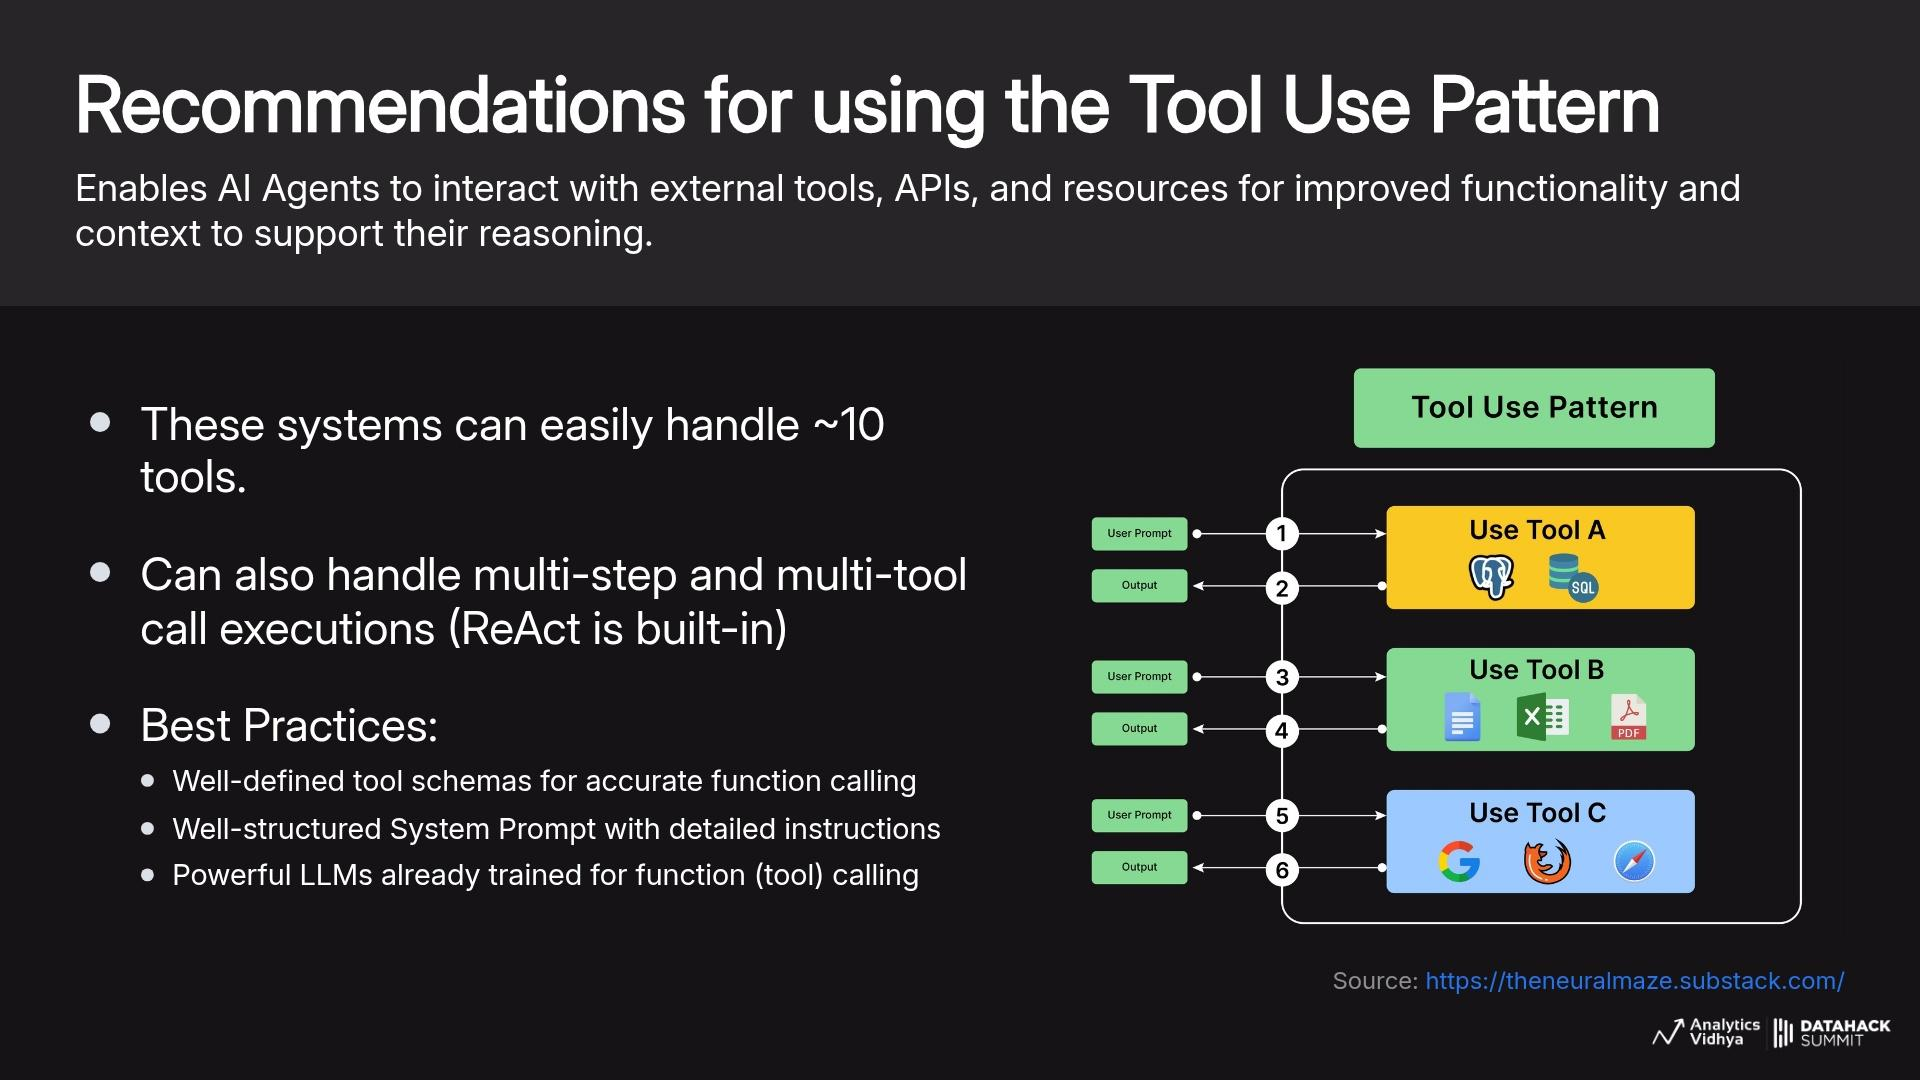 Recommendations for using the Tool Use Pattern
Enables AI Agents to interact with external tools, APIs, and resources for improved functionality and
context to support their reasoning.
These systems can easily handle ~10
tools.
Can also handle multi-step and multi-tool
call executions (ReAct is built-in)
Best Practices:
Well-defined tool schemas for accurate function calling
Well-structured System Prompt with detailed instructions
Powerful LLMs already trained for function (tool) calling
Tool Use Pattern
User Prompt
1
Use Tool A
Output
2
SQL
User Prompt
3
Use Tool B
Output
4
X
PDF
User Prompt
5
Use Tool C
Output
6
G
Source: https://theneuralmaze.substack.com/
Analytics
Vidhya
DATAHACK
SUMMIT